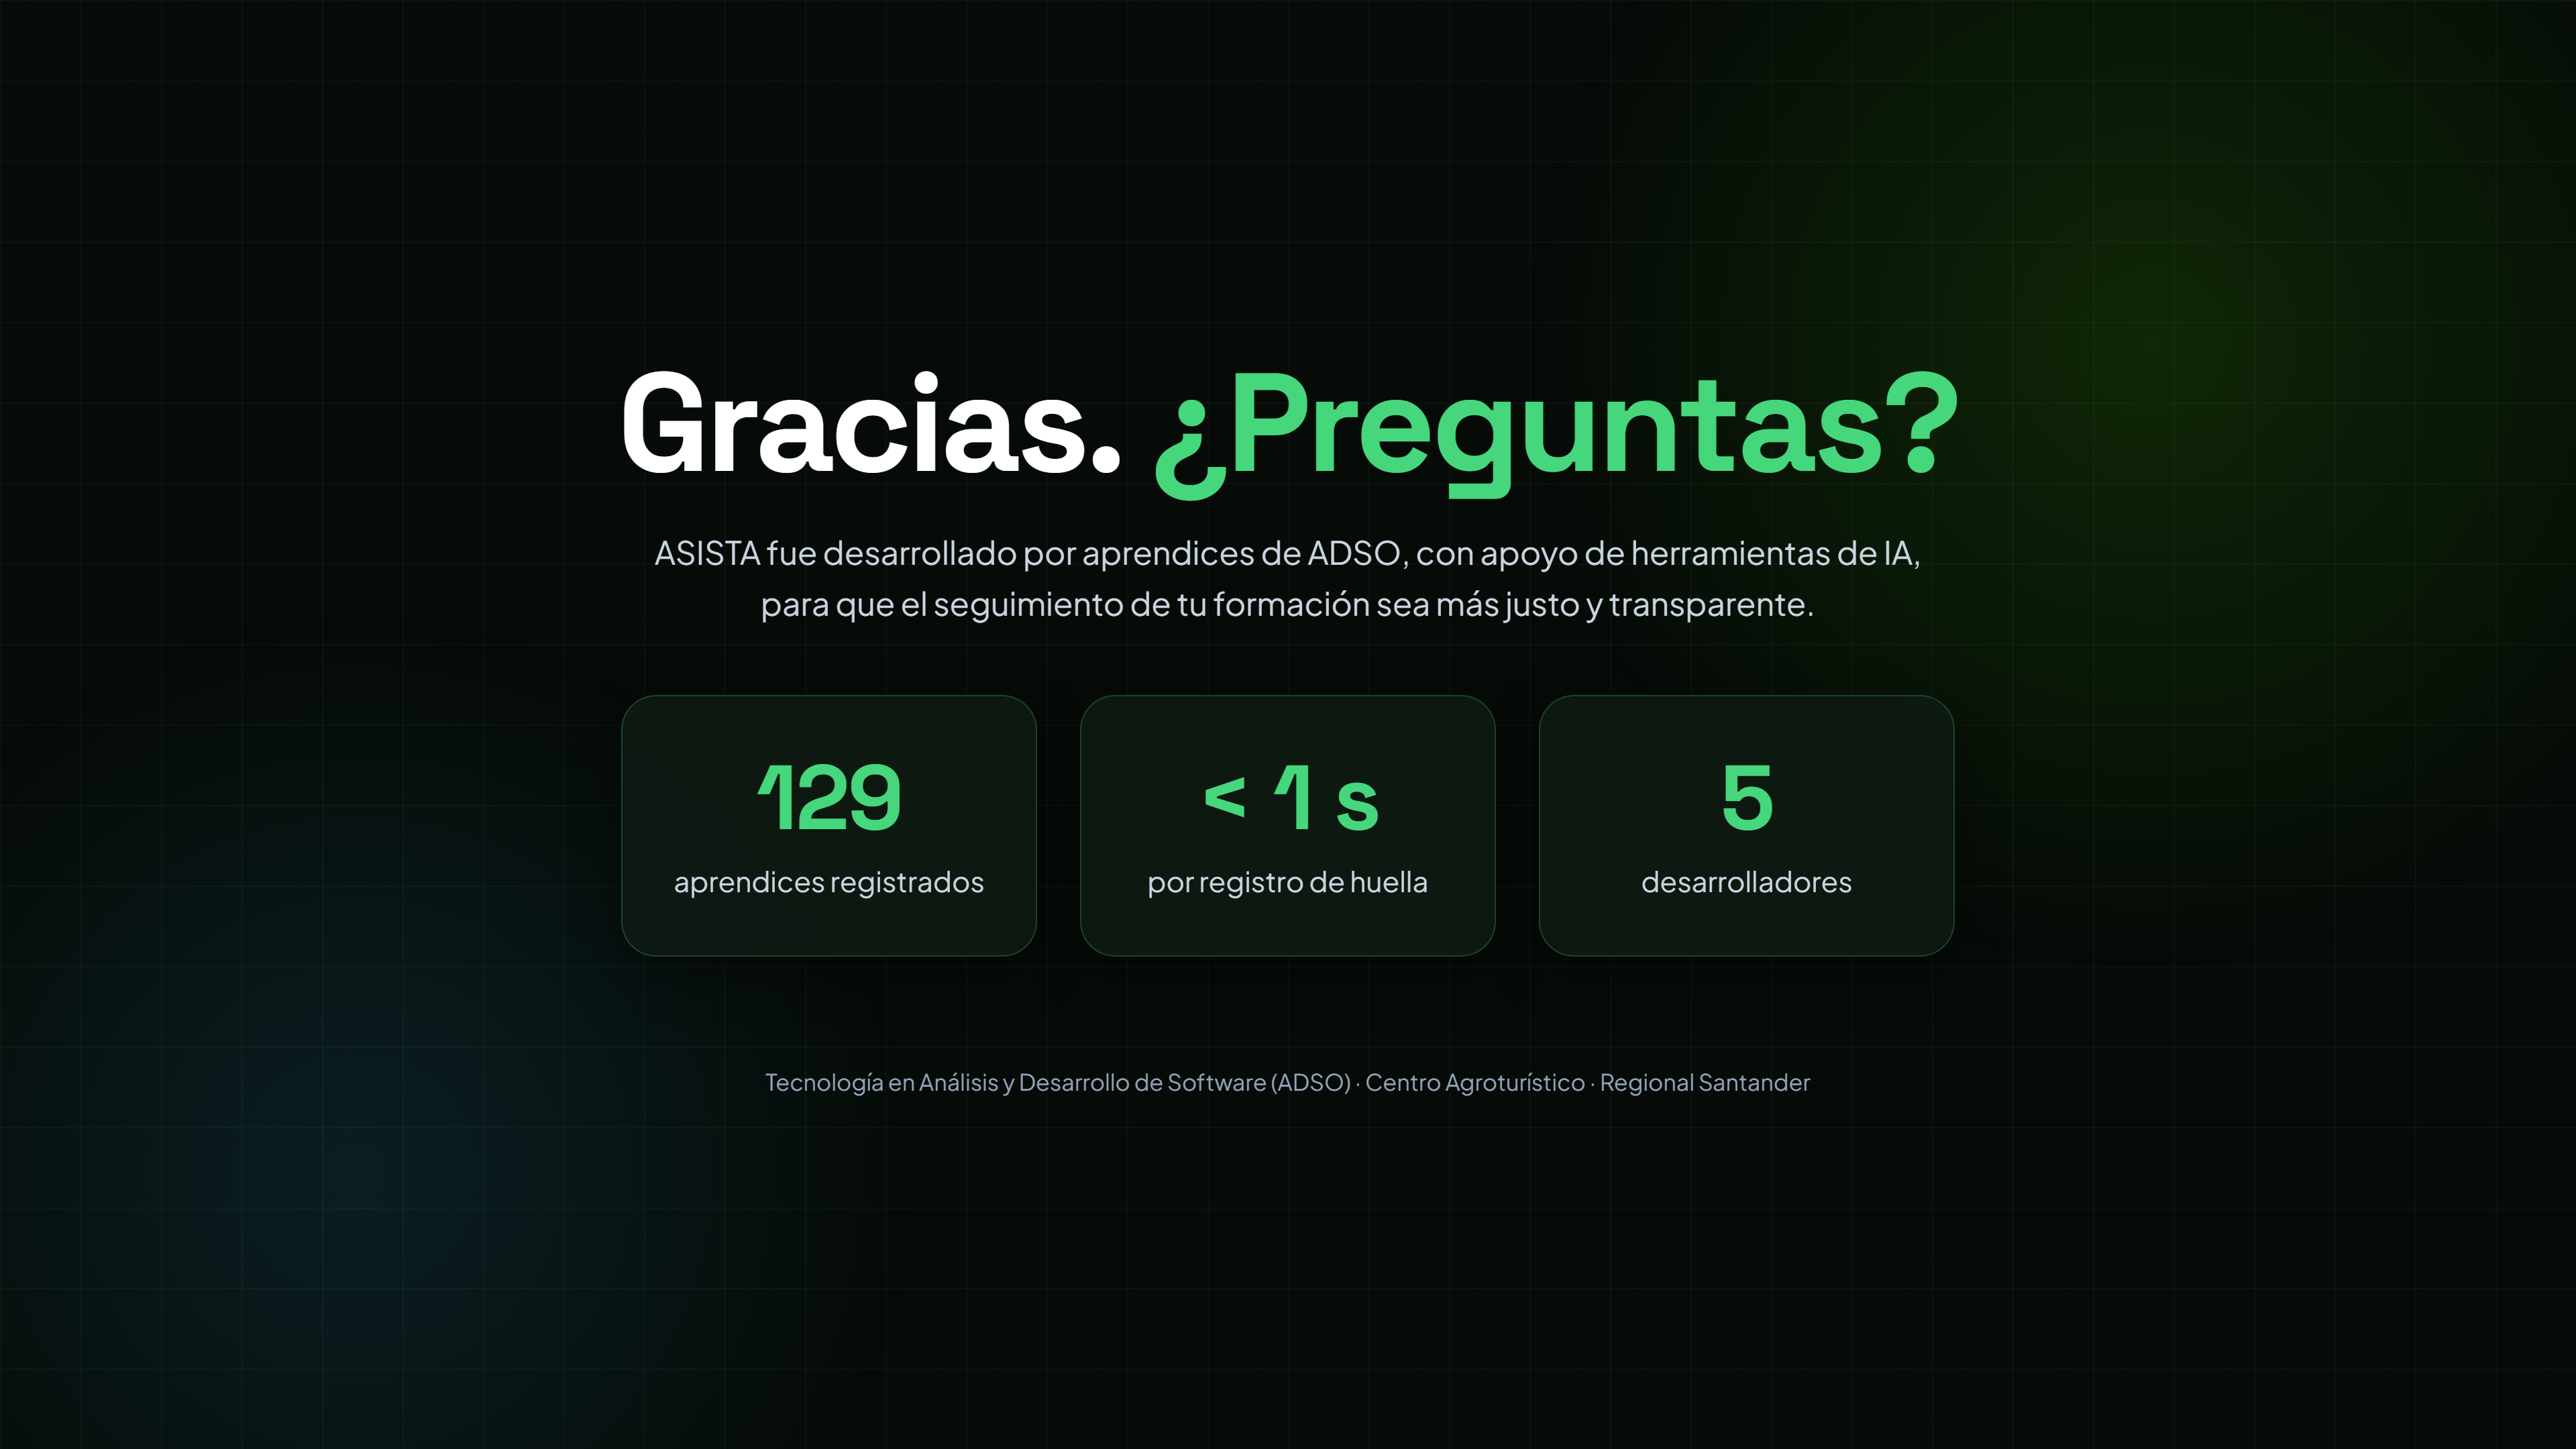 Gracias. ¿Preguntas?
ASISTA fue desarrollado por aprendices de ADSO, con apoyo de herramientas de IA,
para que el seguimiento de tu formación sea más justo y transparente.
129
aprendices registrados
< 1 s
por registro de huella
5
desarrolladores
Tecnología en Análisis y Desarrollo de Software (ADSO) · Centro Agroturístico · Regional Santander